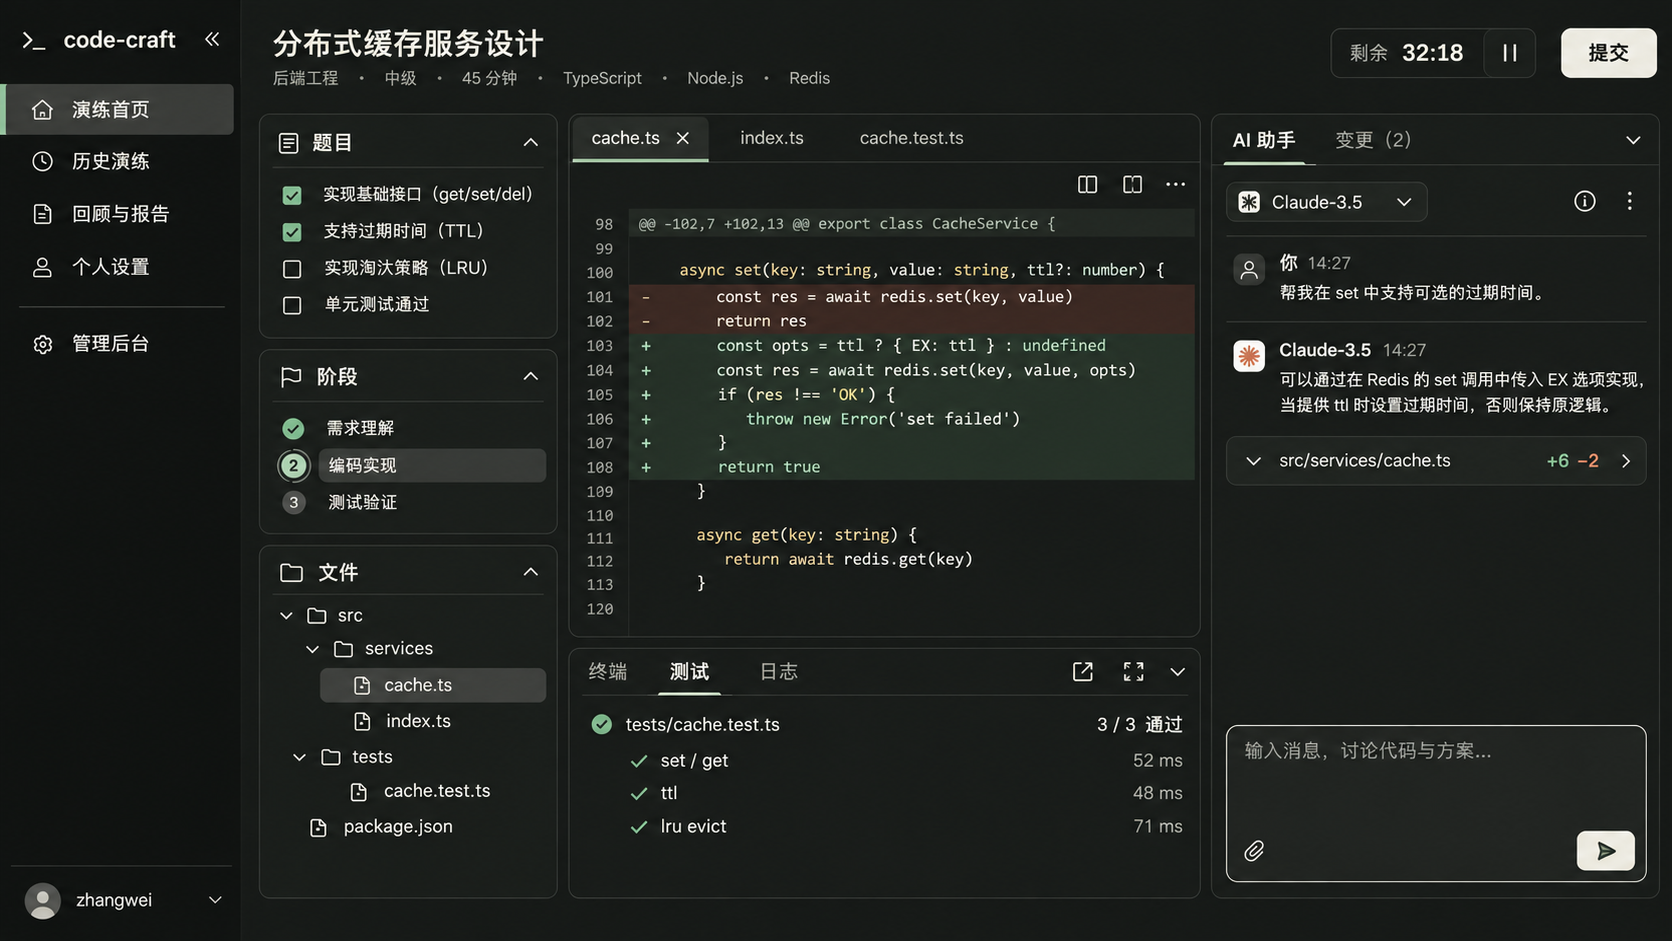 >_ code-craft «
演练首页
历史演练
回顾与报告
个人设置
管理后台
zhangwei
分布式缓存服务设计
后端工程 • 中级 • 45 分钟 • TypeScript • Node.js • Redis
剩余 32:18
提交
题目
实现基础接口（get/set/del）
支持过期时间（TTL）
实现淘汰策略（LRU）
单元测试通过
阶段
需求理解
2 编码实现
3 测试验证
文件
src
services
cache.ts
index.ts
tests
cache.test.ts
package.json
cache.ts × index.ts cache.test.ts
98 @@ -102,7 +102,13 @@ export class CacheService {
99
100 async set(key: string, value: string, ttl?: number) {
101 - const res = await redis.set(key, value)
102 - return res
103 + const opts = ttl ? { EX: ttl } : undefined
104 + const res = await redis.set(key, value, opts)
105 + if (res !== 'OK') {
106 + throw new Error('set failed')
107 + }
108 + return true
109 }
110
111 async get(key: string) {
112 return await redis.get(key)
113 }
120
终端 测试 日志
tests/cache.test.ts 3 / 3 通过
set / get 52 ms
ttl 48 ms
lru evict 71 ms
AI 助手 变更（2）
Claude-3.5
你 14:27
帮我在 set 中支持可选的过期时间。
Claude-3.5 14:27
可以通过在 Redis 的 set 调用中传入 EX 选项实现，
当提供 ttl 时设置过期时间，否则保持原逻辑。
src/services/cache.ts +6 −2
输入消息，讨论代码与方案...